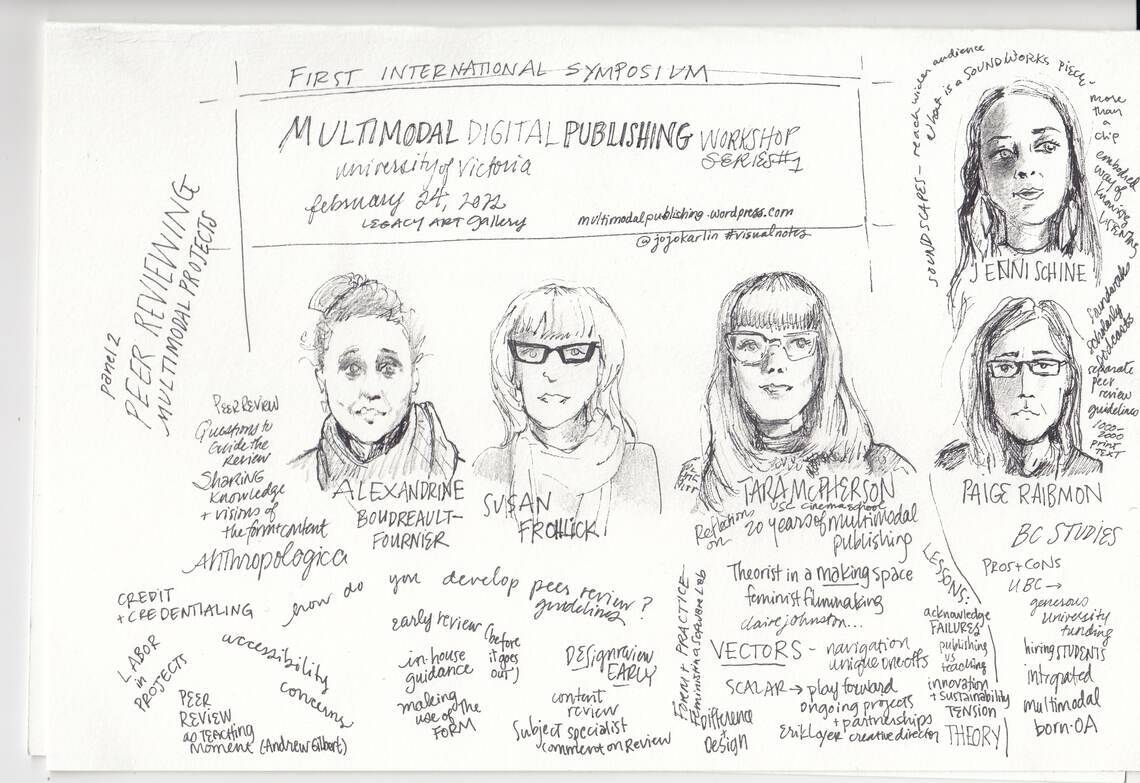 FIRST INTERNATIONAL SYMPOSIUM
MULTIMODAL DIGITAL PUBLISHING WORKSHOP
SERIES #1
university of Victoria
february 24, 2022
LEGACY ART Gallery
multimodalpublishing.wordpress.com
@jojokarlin #visualnotes
panel 2
PEER REVIEWING
MULTIMODAL PROJECTS
SOUNDSCAPES - reach wider audience
what is a SOUNDWORKS piece -
more
than
a
clip
embodied
way of
knowing
LISTENING
JENNI SCHINE
Soundworks
scholarly
podcasts
separate
peer
review
guidelines
1000-
2000
print
TEXT
PAIGE RAIBMON
BC STUDIES
PROS + CONS
UBC →
generous
university
funding
hiring STUDENTS
intgrated
multimodal
born-OA
PEER REVIEW
Questions to
Guide the
Review
SHARING
knowledge
+ visions of
the form + content
Anthropologica
ALEXANDRINE
BOUDREAULT-
FOURNIER
SUSAN
FROHLICK
TARA MCPHERSON
USC cinema school
Reflections
on
20 years of multimodal
publishing
how do you develop peer review
guidelines?
CREDIT
+ CREDENTIALING
LABOR
in
PROJECTS
accessibility
concerns
PEER
REVIEW
as TEACHING
Moment (Andrew Gilbert)
early review (before
it goes
out)
in-house
guidance
making
use of the
FORM
DESIGN review
EARLY
content
review
Subject specialist
comment on Review
FORM + PRACTICE -
Feminist in a Software Lab
Theorist in a making space
feminist filmmaking
claire johnston...
VECTORS - navigation
unique one offs
SCALAR → play forward
ongoing projects
+ partnerships
Erik Loyer creative director
Difference
+
Design
LESSONS:
acknowledge
FAILURES
publishing
vs
teaching
innovation
+ sustainability
TENSION
THEORY